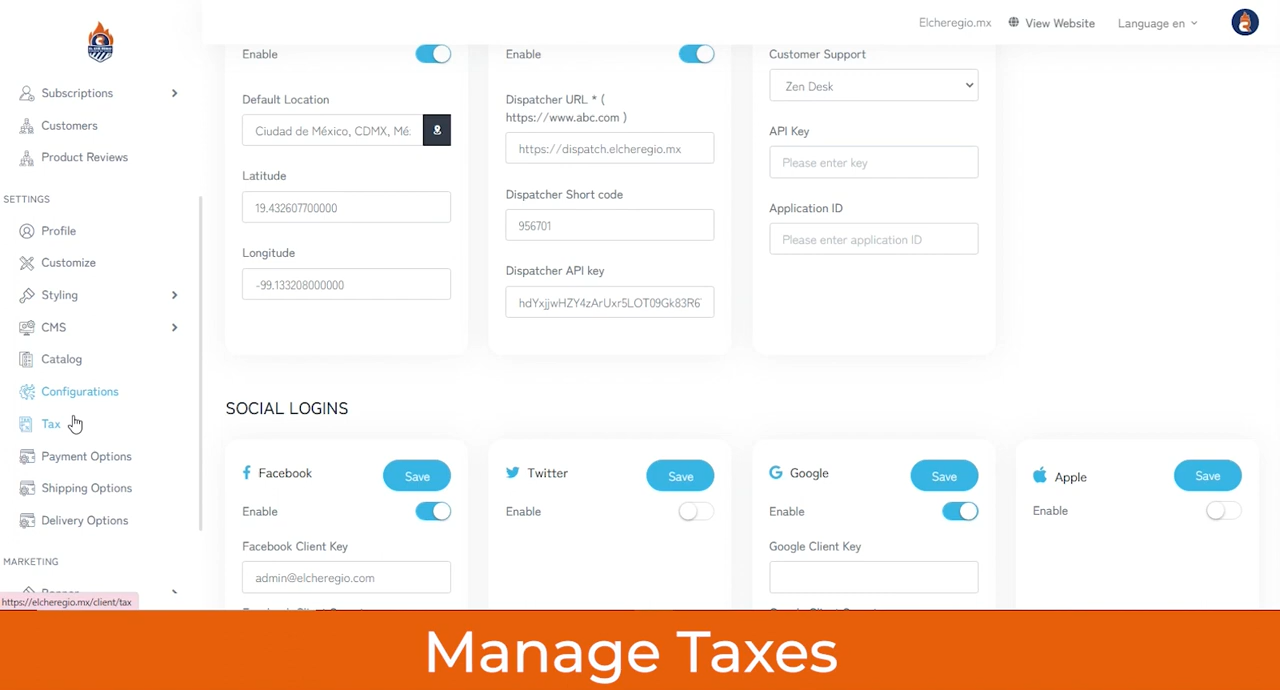 Elcheregio.mx
View Website
Language en
Subscriptions
Customers
Product Reviews
SETTINGS
Profile
Customize
Styling
CMS
Catalog
Configurations
Tax
Payment Options
Shipping Options
Delivery Options
MARKETING
https://elcheregio.mx/client/tax
Enable
Default Location
Ciudad de México, CDMX, Mé.
Latitude
19.432607700000
Longitude
-99.133208000000
Enable
Dispatcher URL * (
https://www.abc.com )
https://dispatch.elcheregio.mx
Dispatcher Short code
956701
Dispatcher API key
hdYxjjwHZY4zArUxr5LOT09Gk83R6
Customer Support
Zen Desk
API Key
Please enter key
Application ID
Please enter application ID
SOCIAL LOGINS
Facebook
Save
Enable
Facebook Client Key
admin@elcheregio.com
Twitter
Save
Enable
Google
Save
Enable
Google Client Key
Apple
Save
Enable
Manage Taxes